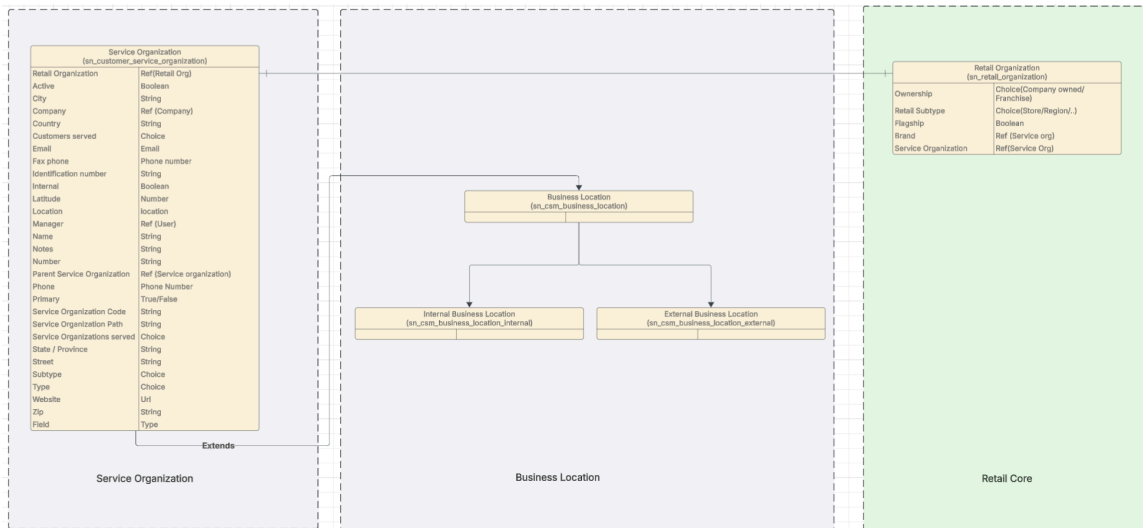 Service Organization
(sn_customer_service_organization)
Retail Organization Ref(Retail Org)
Active Boolean
City String
Company Ref (Company)
Country String
Customers served Choice
Email Email
Fax phone Phone number
Identification number String
Internal Boolean
Latitude Number
Location location
Manager Ref (User)
Name String
Notes String
Number String
Parent Service Organization Ref (Service organization)
Phone Phone Number
Primary True/False
Service Organization Code String
Service Organization Path String
Service Organizations served Choice
State / Province String
Street String
Subtype Choice
Type Choice
Website Url
Zip String
Field Type
Extends
Service Organization
Business Location
(sn_csm_business_location)
Internal Business Location
(sn_csm_business_location_internal)
External Business Location
(sn_csm_business_location_external)
Business Location
Retail Organization
(sn_retail_organization)
Ownership Choice(Company owned/
Franchise)
Retail Subtype Choice(Store/Region/..)
Flagship Boolean
Brand Ref (Service org)
Service Organization Ref(Service Org)
Retail Core